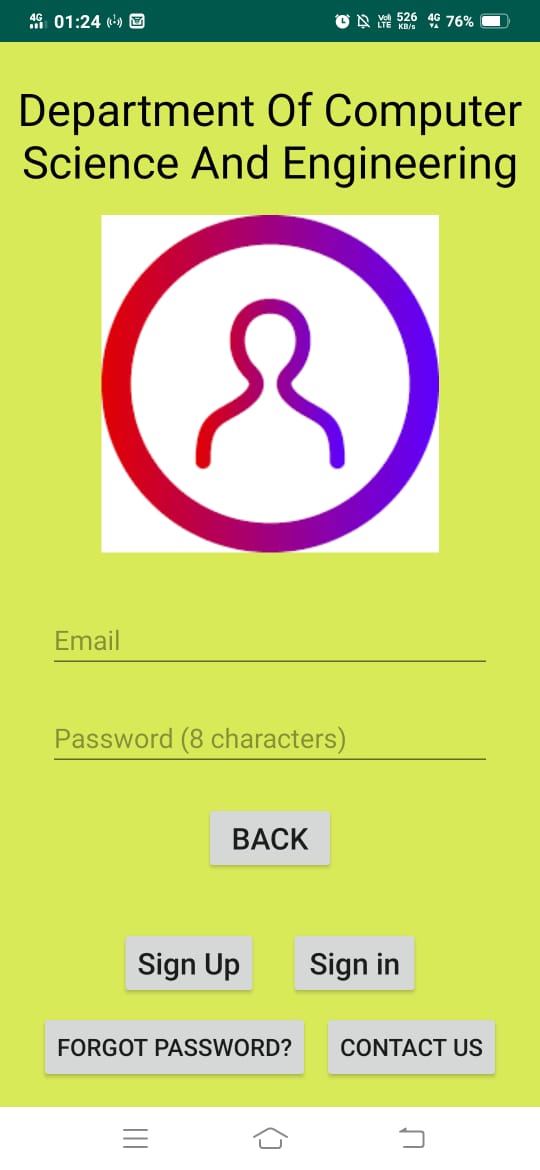 4G 01:24 Vo)) LTE 526 KB/s 4G 76%
Department Of Computer
Science And Engineering
Email
Password (8 characters)
BACK
Sign Up Sign in
FORGOT PASSWORD? CONTACT US